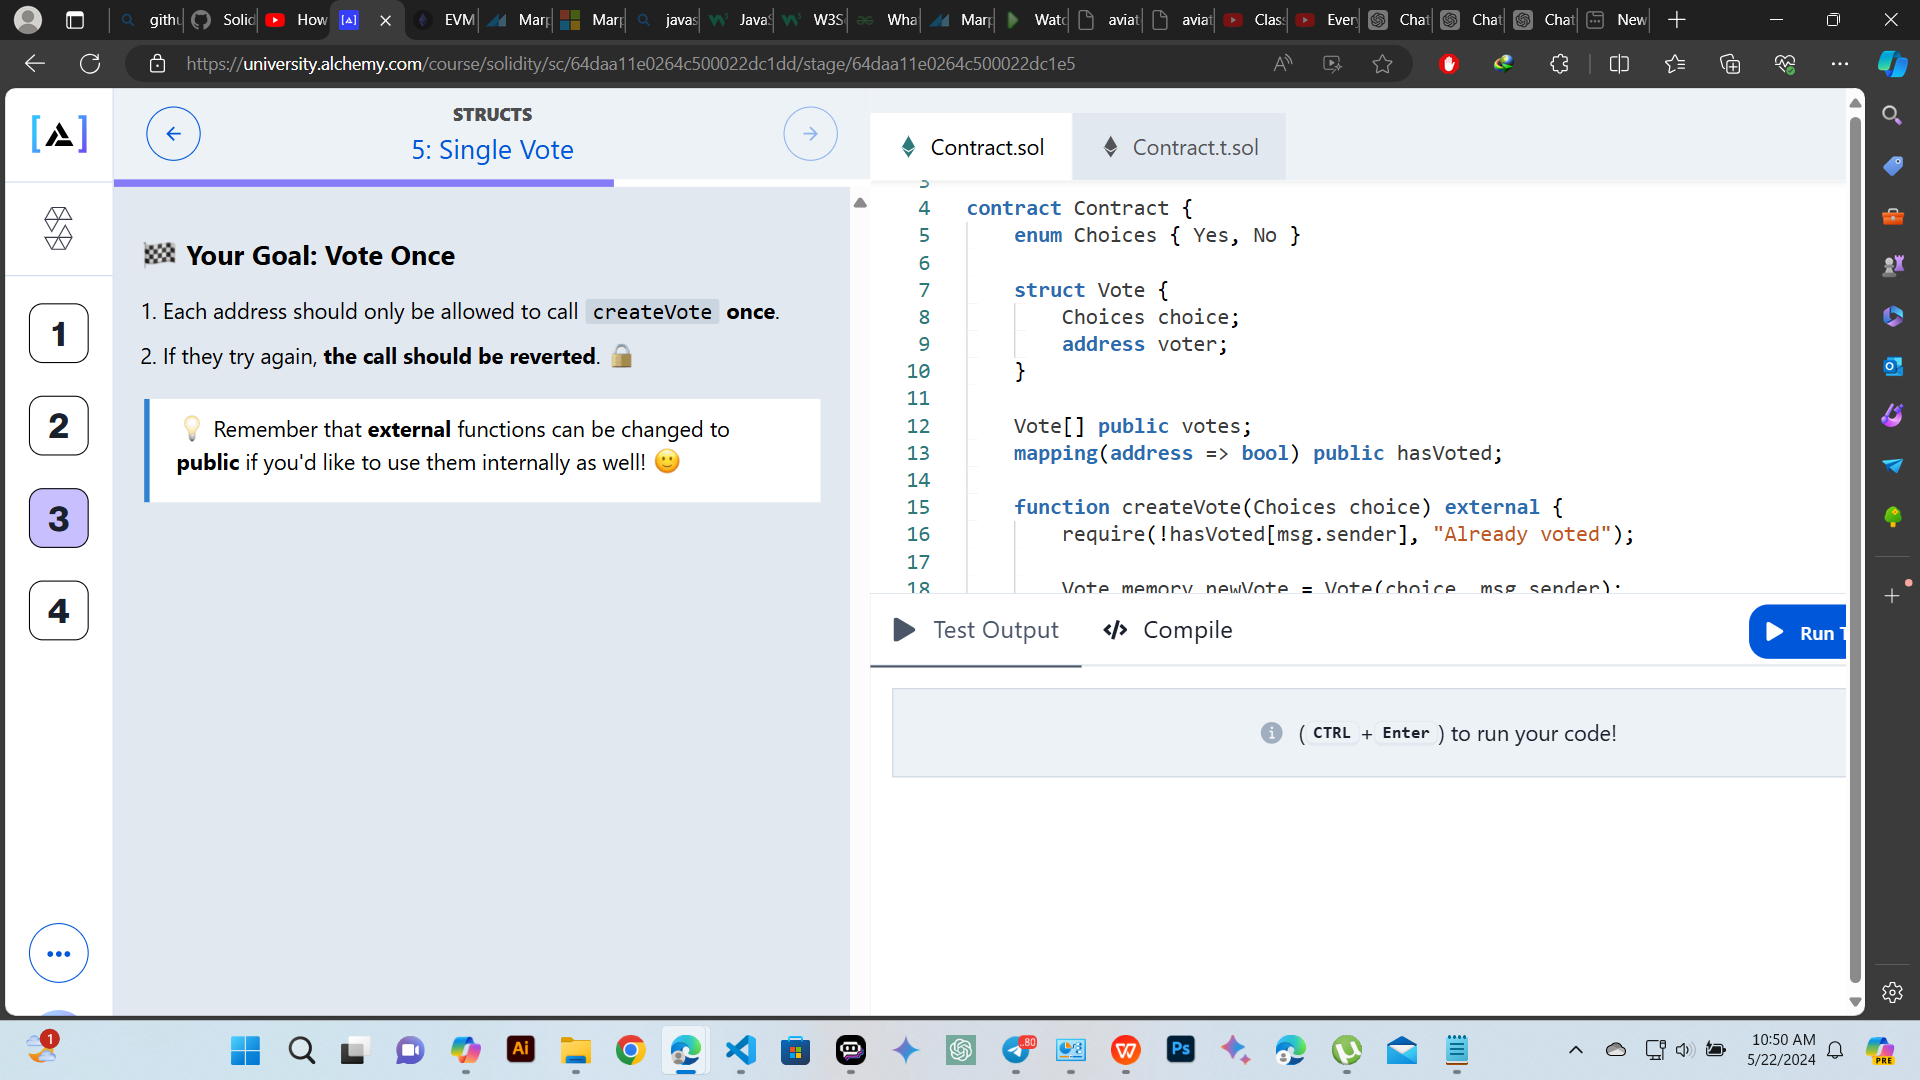 githu
Solid
How
EVM
Marp
Marp
javas
JavaS
W3S
Wha
Marp
Watc
aviat
aviat
Class
Every
Chat
Chat
Chat
New
https://university.alchemy.com/course/solidity/sc/64daa11e0264c500022dc1dd/stage/64daa11e0264c500022dc1e5
STRUCTS
5: Single Vote
1
2
3
4
🏁 Your Goal: Vote Once
1. Each address should only be allowed to call createVote once.
2. If they try again, the call should be reverted. 🔒
💡 Remember that external functions can be changed to
public if you'd like to use them internally as well! 🙂
Contract.sol
Contract.t.sol
3
4 contract Contract {
5 enum Choices { Yes, No }
6
7 struct Vote {
8 Choices choice;
9 address voter;
10 }
11
12 Vote[] public votes;
13 mapping(address => bool) public hasVoted;
14
15 function createVote(Choices choice) external {
16 require(!hasVoted[msg.sender], "Already voted");
17
18 Vote memory newVote = Vote(choice, msg.sender);
Test Output
Compile
Run T
(CTRL + Enter) to run your code!
1
Ai
.80
Ps
10:50 AM
5/22/2024
PRE